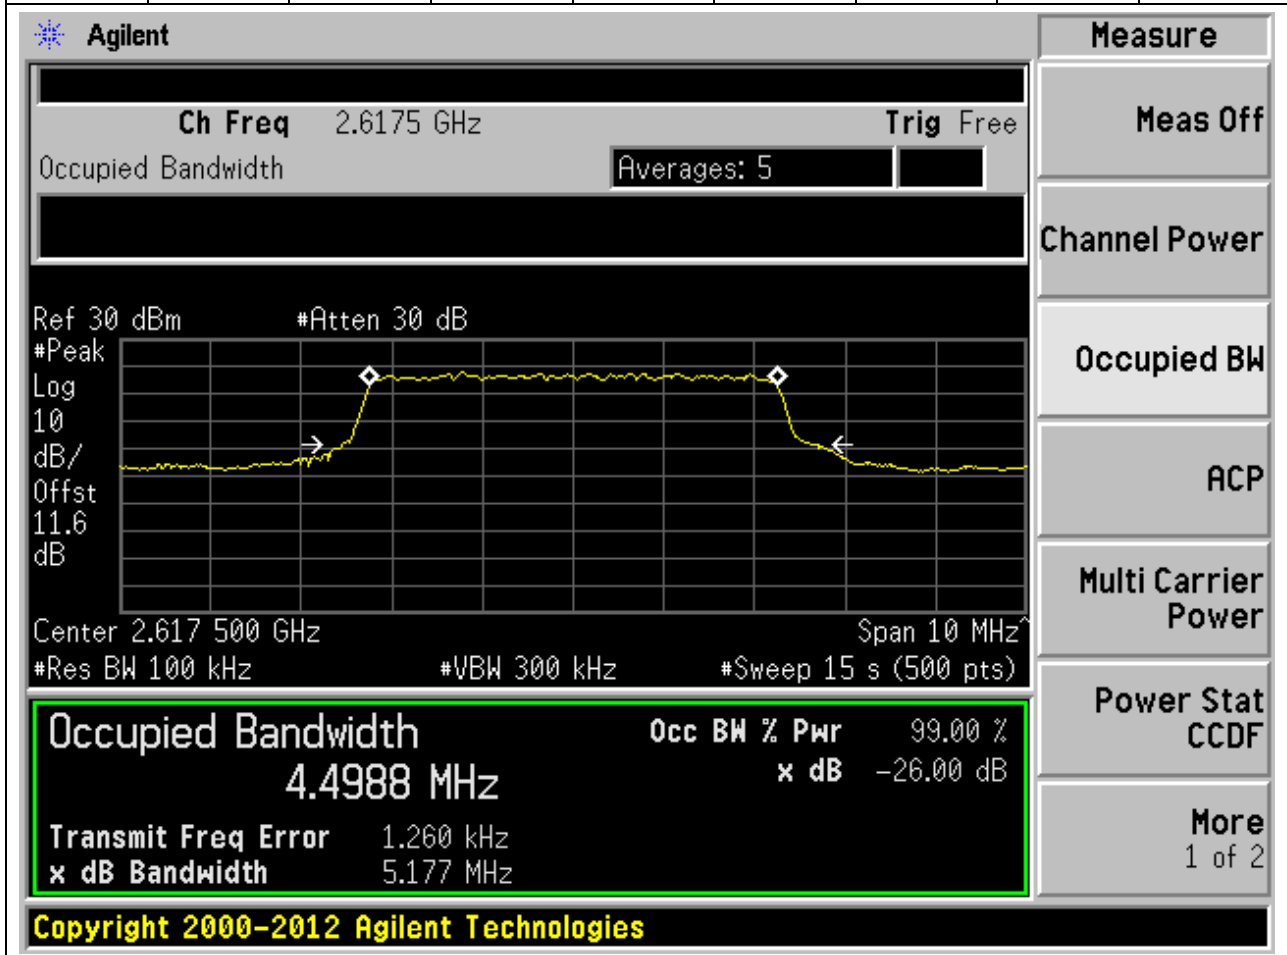 Agilent
Measure
Ch Freq 2.6175 GHz Trig Free
Occupied Bandwidth Averages: 5
Meas Off
Channel Power
Occupied BW
ACP
Multi Carrier
Power
Power Stat
CCDF
More
1 of 2
Ref 30 dBm #Atten 30 dB
#Peak
Log
10
dB/
Offst
11.6
dB
Center 2.617 500 GHz Span 10 MHz^
#Res BW 100 kHz #VBW 300 kHz #Sweep 15 s (500 pts)
Occupied Bandwidth Occ BW % Pwr 99.00 %
4.4988 MHz x dB -26.00 dB
Transmit Freq Error 1.260 kHz
x dB Bandwidth 5.177 MHz
Copyright 2000-2012 Agilent Technologies